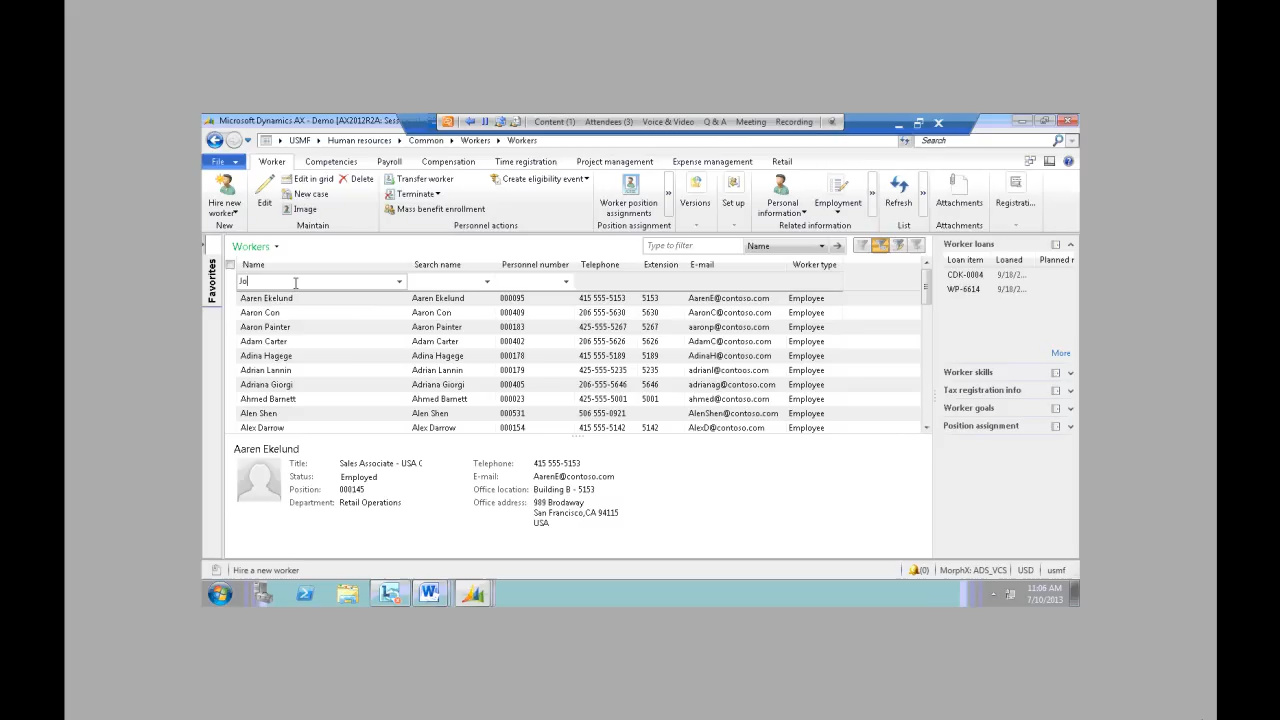 Microsoft Dynamics AX - Demo [AX2012R2A: Sess
Content (1) Attendees (3) Voice & Video Q & A Meeting Recording
USMF Human resources Common Workers Workers Search
File Worker Competencies Payroll Compensation Time registration Project management Expense management Retail
Hire new worker
New
Edit
Edit in grid Delete
New case
Image
Maintain
Transfer worker Create eligibility event
Terminate
Mass benefit enrollment
Personnel actions
Worker position assignments
Position assignment
Versions
Set up
Personal information
Employment
Related information
Refresh
List
Attachments
Attachments
Registrati...
Favorites
Workers Type to filter Name
Name Search name Personnel number Telephone Extension E-mail Worker type
Jo
Aaren Ekelund Aaren Ekelund 000095 415 555-5153 5153 AarenE@contoso.com Employee
Aaron Con Aaron Con 000409 206 555-5630 5630 AaronC@contoso.com Employee
Aaron Painter Aaron Painter 000183 425-555-5267 5267 aaronp@contoso.com Employee
Adam Carter Adam Carter 000402 206 555-5626 5626 AdamC@contoso.com Employee
Adina Hagege Adina Hagege 000178 415 555-5189 5189 AdinaH@contoso.com Employee
Adrian Lannin Adrian Lannin 000179 425-555-5235 5235 adrianl@contoso.com Employee
Adriana Giorgi Adriana Giorgi 000405 206-555-5646 5646 adrianag@contoso.com Employee
Ahmed Barnett Ahmed Barnett 000023 425-555-5001 5001 ahmed@contoso.com Employee
Alen Shen Alen Shen 000531 506 555-0921 AlenShen@contoso.com Employee
Alex Darrow Alex Darrow 000154 415 555-5142 5142 AlexD@contoso.com Employee
Aaren Ekelund
Title: Sales Associate - USA C Telephone: 415 555-5153
Status: Employed E-mail: AarenE@contoso.com
Position: 000145 Office location: Building B - 5153
Department: Retail Operations Office address: 989 Brodaway
San Francisco,CA 94115
USA
Worker loans
Loan item Loaned Planned r
CDK-0004 9/18/2...
WP-6614 9/18/2...
More
Worker skills
Tax registration info
Worker goals
Position assignment
Hire a new worker (0) MorphX: ADS_VCS USD usmf
11:06 AM
7/10/2013